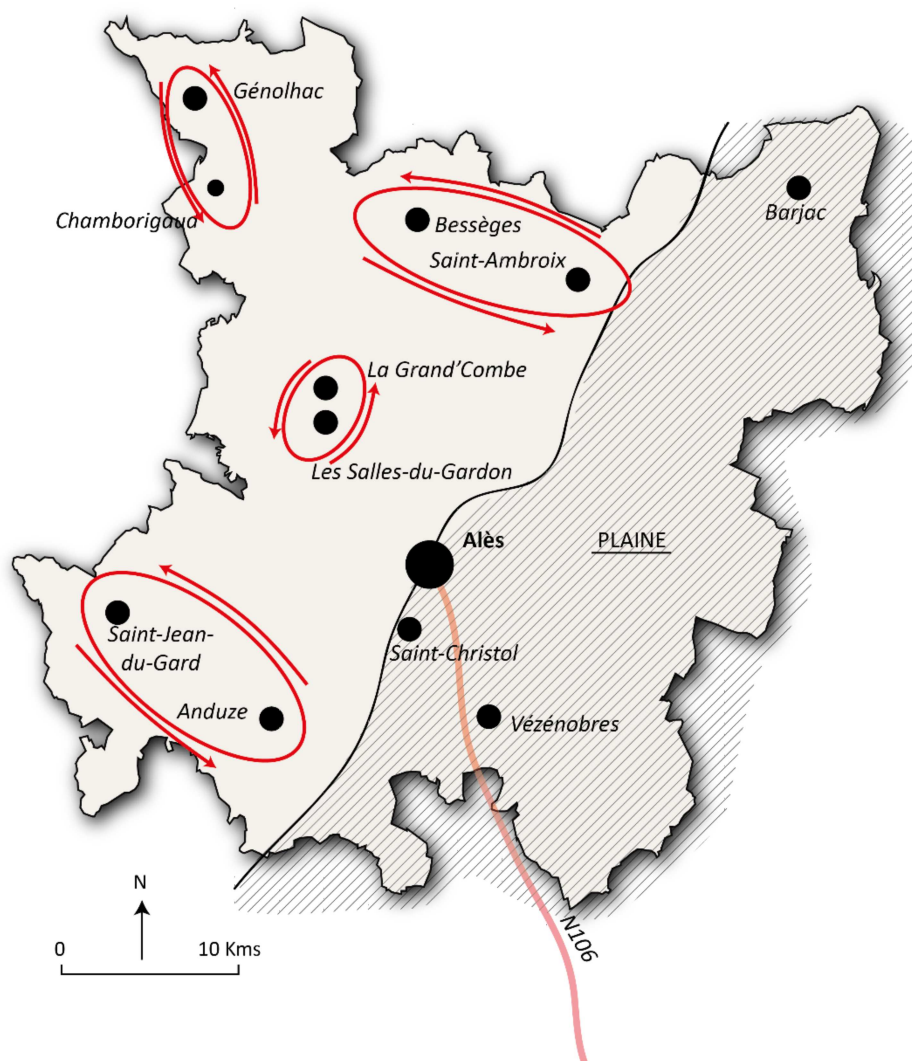 Génolhac
Chamborigaud
Barjac
Bessèges
Saint-Ambroix
La Grand’Combe
Les Salles-du-Gardon
Alès
PLAINE
Saint-Jean-
du-Gard
Saint-Christol
Anduze
Vézénobres
N
0 10 Kms
N106